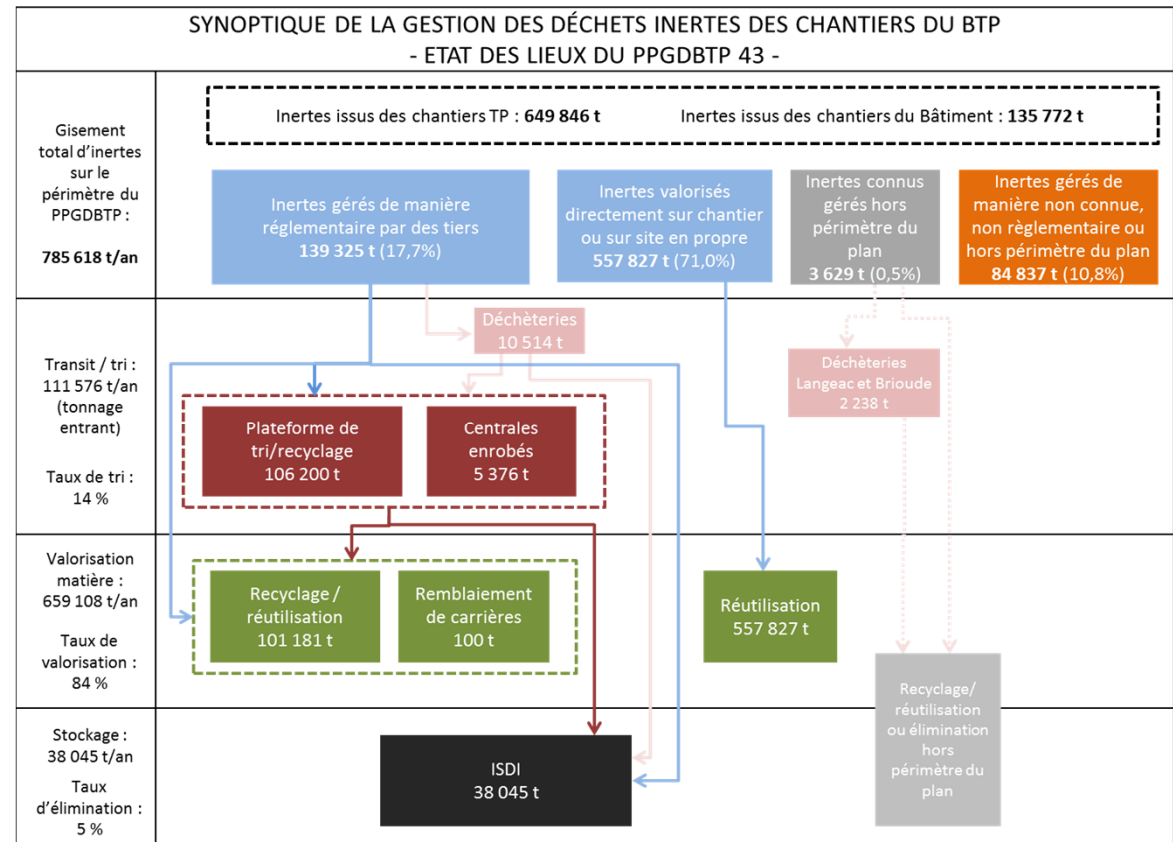 SYNOPTIQUE DE LA GESTION DES DÉCHETS INERTES DES CHANTIERS DU BTP
- ETAT DES LIEUX DU PPGDBTP 43 -
Gisement
total d'inertes
sur le
périmètre du
PPGDBTP :
785 618 t/an
Inertes issus des chantiers TP : 649 846 t
Inertes issus des chantiers du Bâtiment : 135 772 t
Inertes gérés de manière
réglementaire par des tiers
139 325 t (17,7%)
Inertes valorisés
directement sur chantier
ou sur site en propre
557 827 t (71,0%)
Inertes connus
gérés hors
périmètre du
plan
3 629 t (0,5%)
Inertes gérés de
manière non connue,
non règlementaire ou
hors périmètre du plan
84 837 t (10,8%)
Transit / tri :
111 576 t/an
(tonnage
entrant)
Taux de tri :
14 %
Déchèteries
10 514 t
Déchèteries
Langeac et Brioude
2 238 t
Plateforme de
tri/recyclage
106 200 t
Centrales
enrobés
5 376 t
Valorisation
matière :
659 108 t/an
Taux de
valorisation :
84 %
Recyclage /
réutilisation
101 181 t
Remblaiement
de carrières
100 t
Réutilisation
557 827 t
Recyclage/
réutilisation
ou élimination
hors
périmètre du
plan
Stockage :
38 045 t/an
Taux
d'élimination :
5 %
ISDI
38 045 t